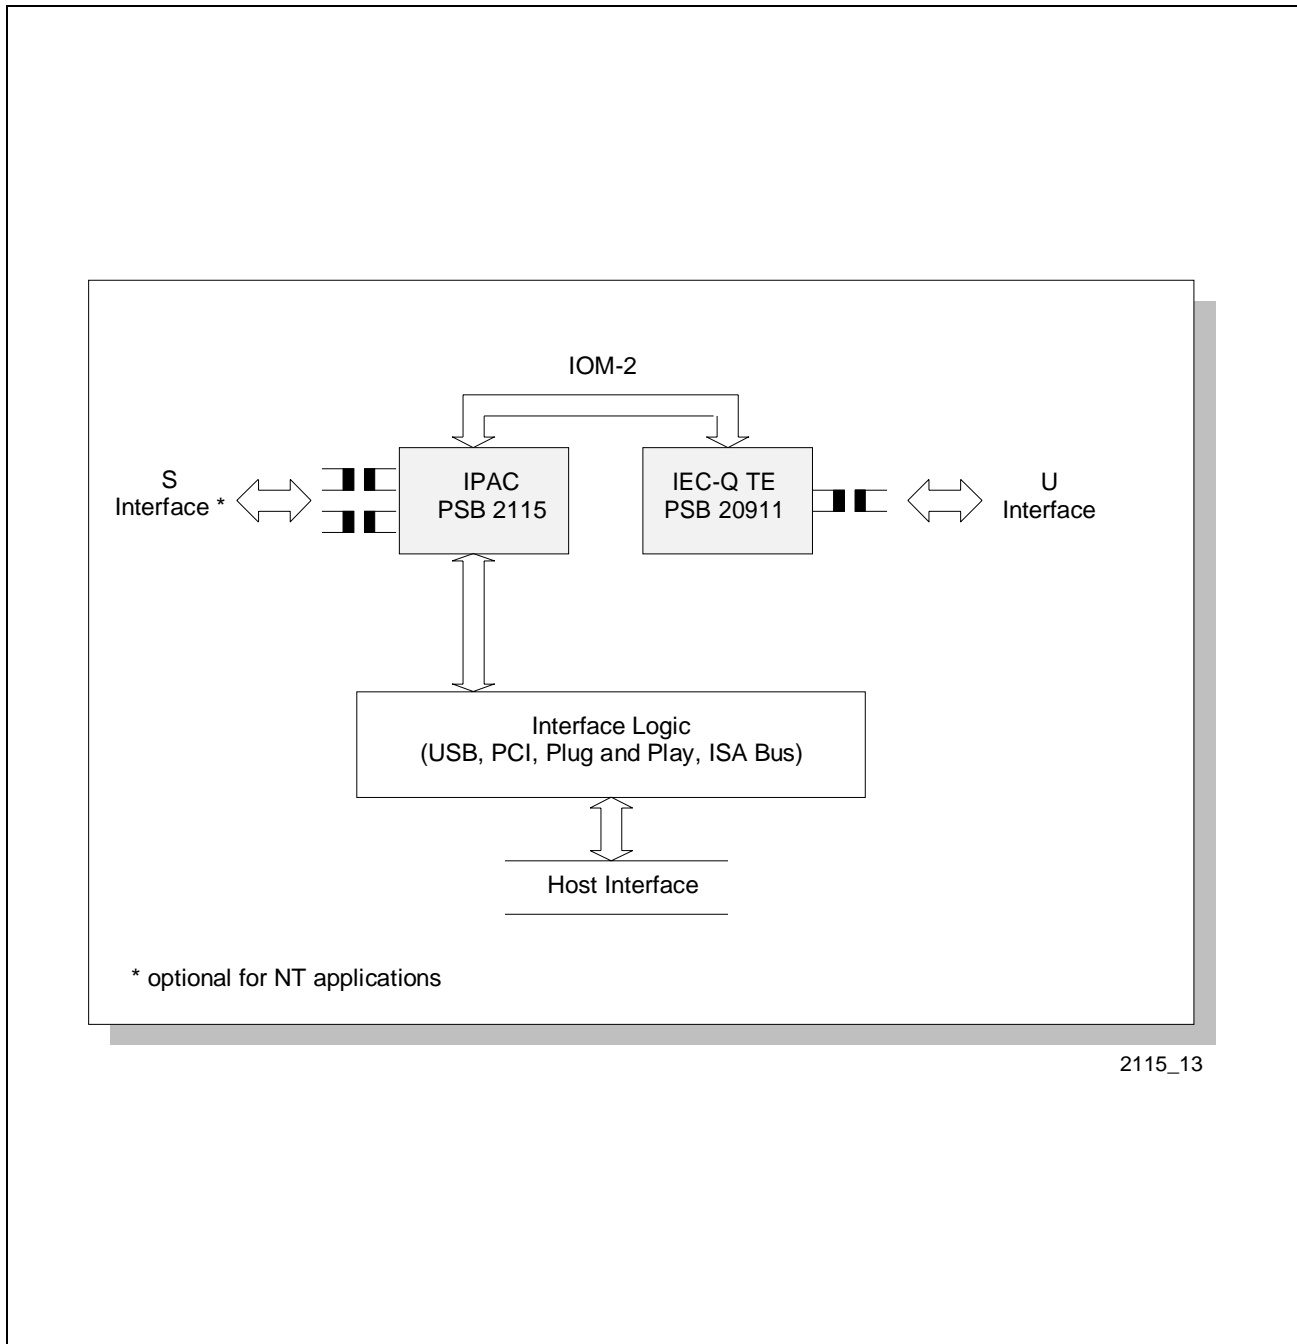 IOM-2
S
Interface *
IPAC
PSB 2115
IEC-Q TE
PSB 20911
U
Interface
Interface Logic
(USB, PCI, Plug and Play, ISA Bus)
Host Interface
* optional for NT applications
2115_13